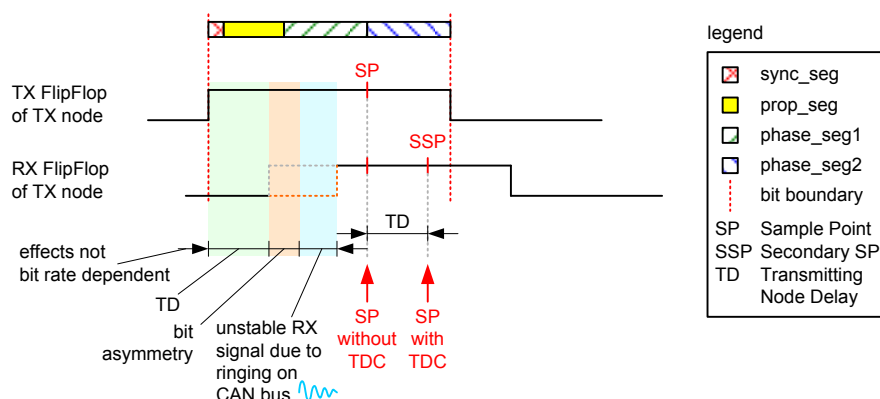 SP
TX FlipFlop
of TX node
SSP
RX FlipFlop
of TX node
TD
effects not
bit rate dependent
TD
bit
asymmetry
unstable RX
signal due to
ringing on
CAN bus
SP
without
TDC
SP
with
TDC
legend
sync_seg
prop_seg
phase_seg1
phase_seg2
bit boundary
SP Sample Point
SSP Secondary SP
TD Transmitting
Node Delay